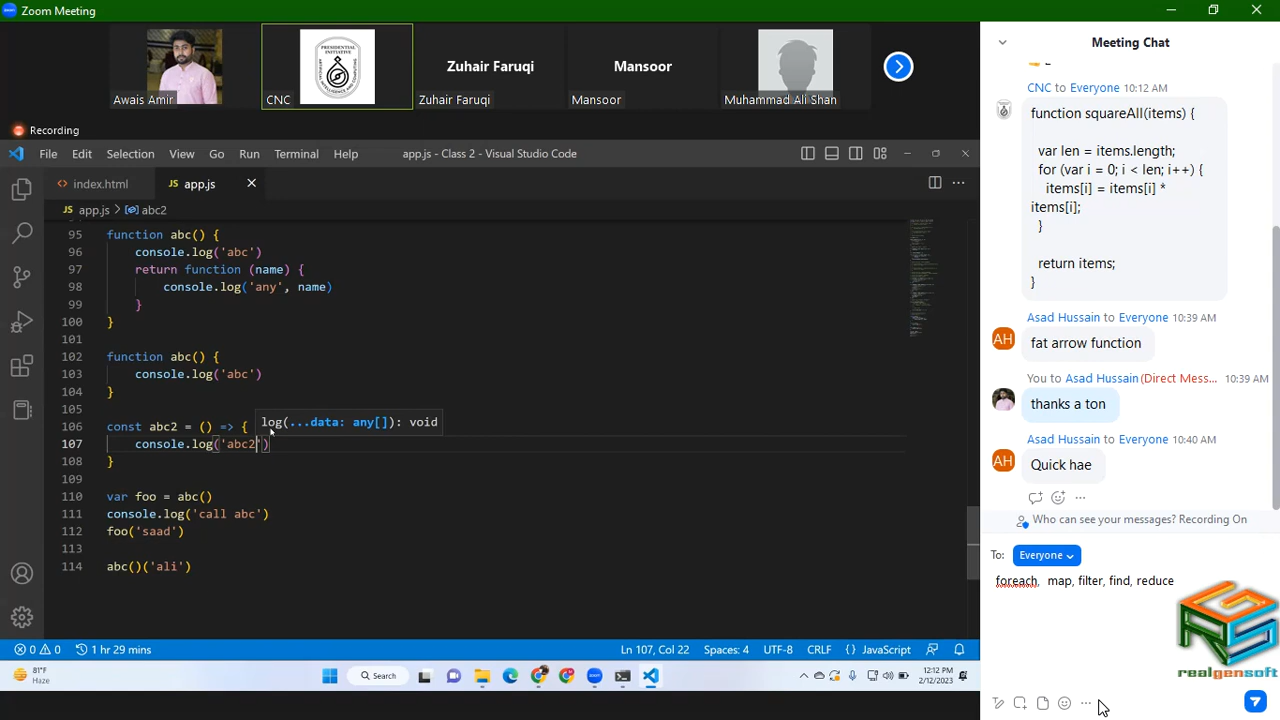 Zoom Meeting
PRESIDENTIAL
INITIATIVE
Zuhair Faruqi
Mansoor
Awais Amir
CNC
Zuhair Faruqi
Mansoor
Muhammad Ali Shan
Recording
File Edit Selection View Go Run Terminal Help
app.js - Class 2 - Visual Studio Code
index.html
JS app.js
JS app.js > abc2
95 function abc() {
96 console.log('abc')
97 return function (name) {
98 console.log('any', name)
99 }
100 }
101
102 function abc() {
103 console.log('abc')
104 }
105
106 const abc2 = () => {
log(...data: any[]): void
107 console.log('abc2')
108 }
109
110 var foo = abc()
111 console.log('call abc')
112 foo('saad')
113
114 abc()('ali')
0 0 1 hr 29 mins
Ln 107, Col 22 Spaces: 4 UTF-8 CRLF {} JavaScript
81°F
Haze
Search
12:12 PM
2/12/2023
Meeting Chat
2
CNC to Everyone 10:12 AM
function squareAll(items) {
var len = items.length;
for (var i = 0; i < len; i++) {
items[i] = items[i] *
items[i];
}
return items;
}
Asad Hussain to Everyone 10:39 AM
AH
fat arrow function
You to Asad Hussain(Direct Mess... 10:39 AM
thanks a ton
Asad Hussain to Everyone 10:40 AM
AH
Quick hae
Who can see your messages? Recording On
To: Everyone
foreach, map, filter, find, reduce
realgensoft